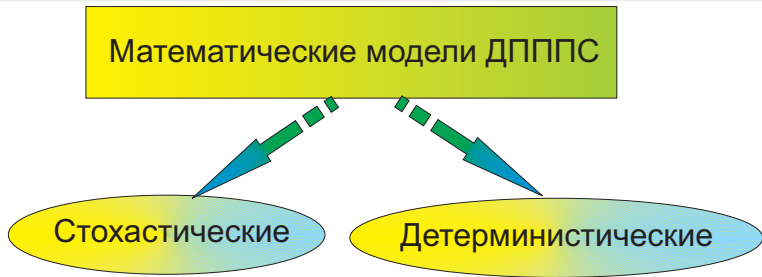 Математические модели ДПППС
Стохастические
Детерминистические